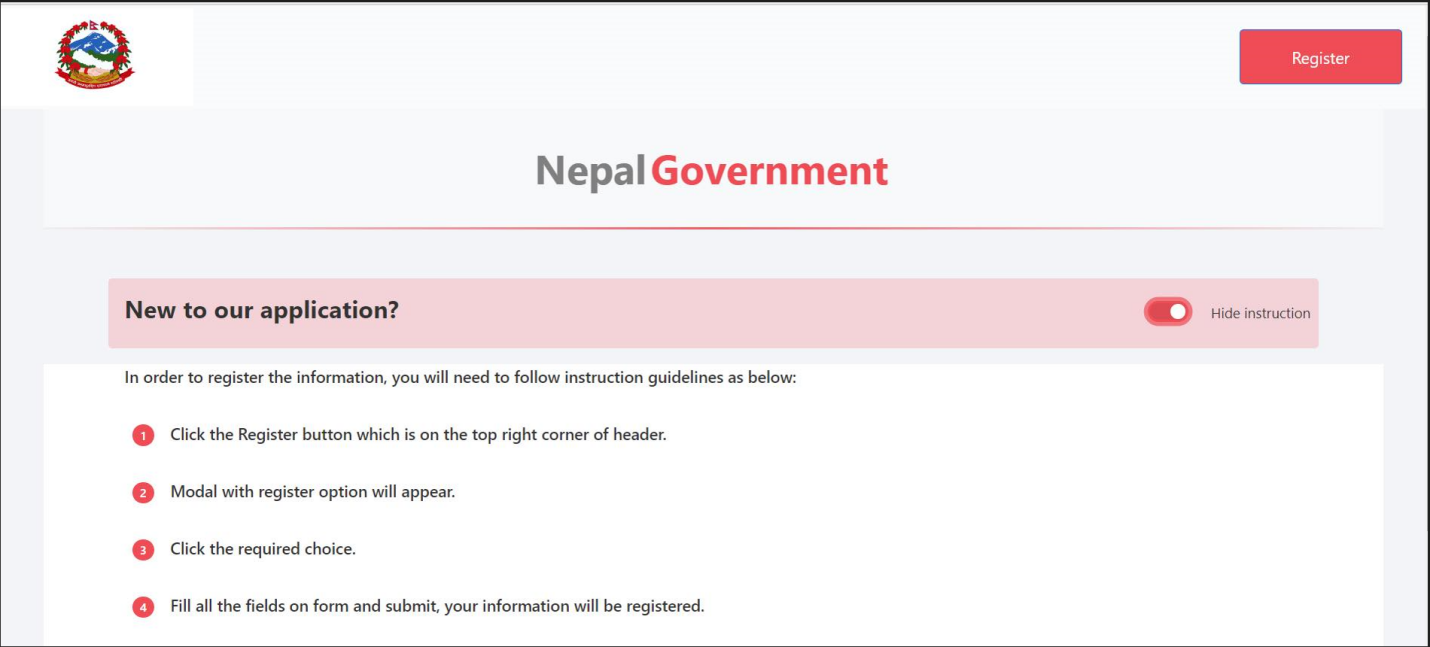 Register
Nepal Government
New to our application?
Hide instruction
In order to register the information, you will need to follow instruction guidelines as below:
1 Click the Register button which is on the top right corner of header.
2 Modal with register option will appear.
3 Click the required choice.
4 Fill all the fields on form and submit, your information will be registered.